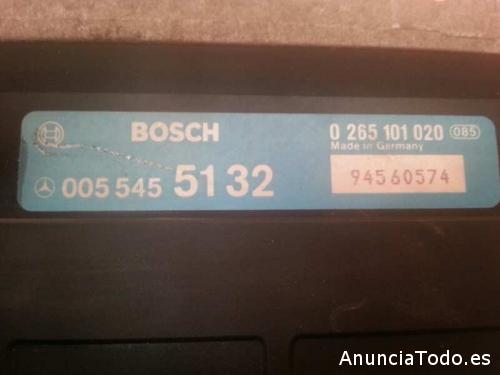 BOSCH
0 265 101 020 085
Made in Germany
005 545 51 32
94560574
AnunciaTodo.es